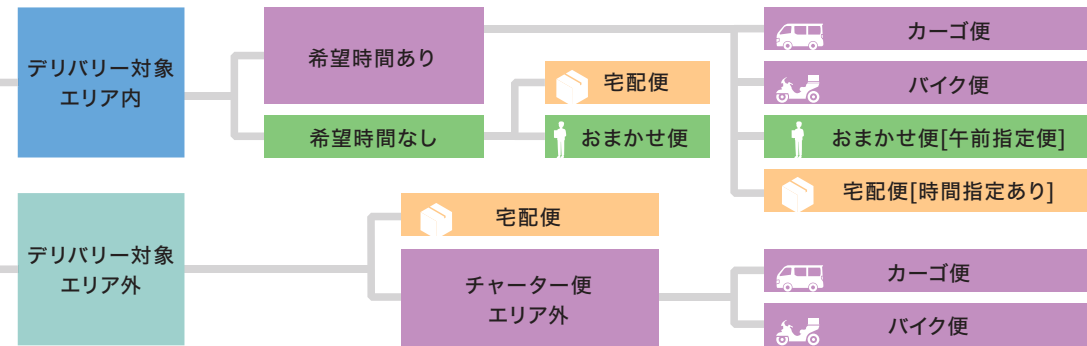 デリバリー対象
エリア内
希望時間あり
希望時間なし
宅配便
おまかせ便
カーゴ便
バイク便
おまかせ便[午前指定便]
宅配便[時間指定あり]
デリバリー対象
エリア外
宅配便
チャーター便
エリア外
カーゴ便
バイク便